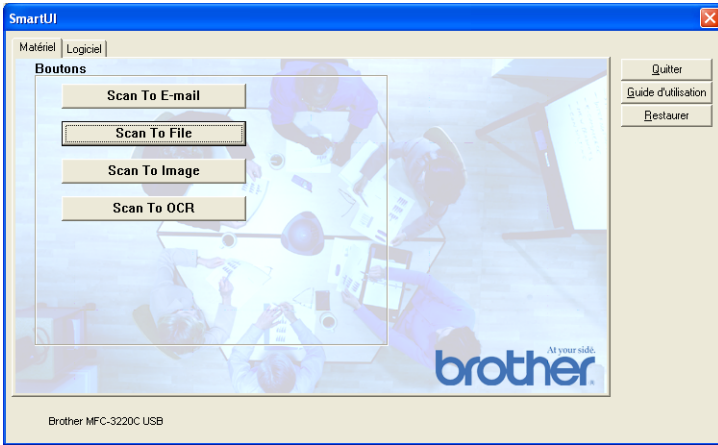 SmartUI
Matériel
Logiciel
Boutons
Scan To E-mail
Scan To File
Scan To Image
Scan To OCR
Quitter
Guide d'utilisation
Restaurer
At your side.
brother
Brother MFC-3220C USB